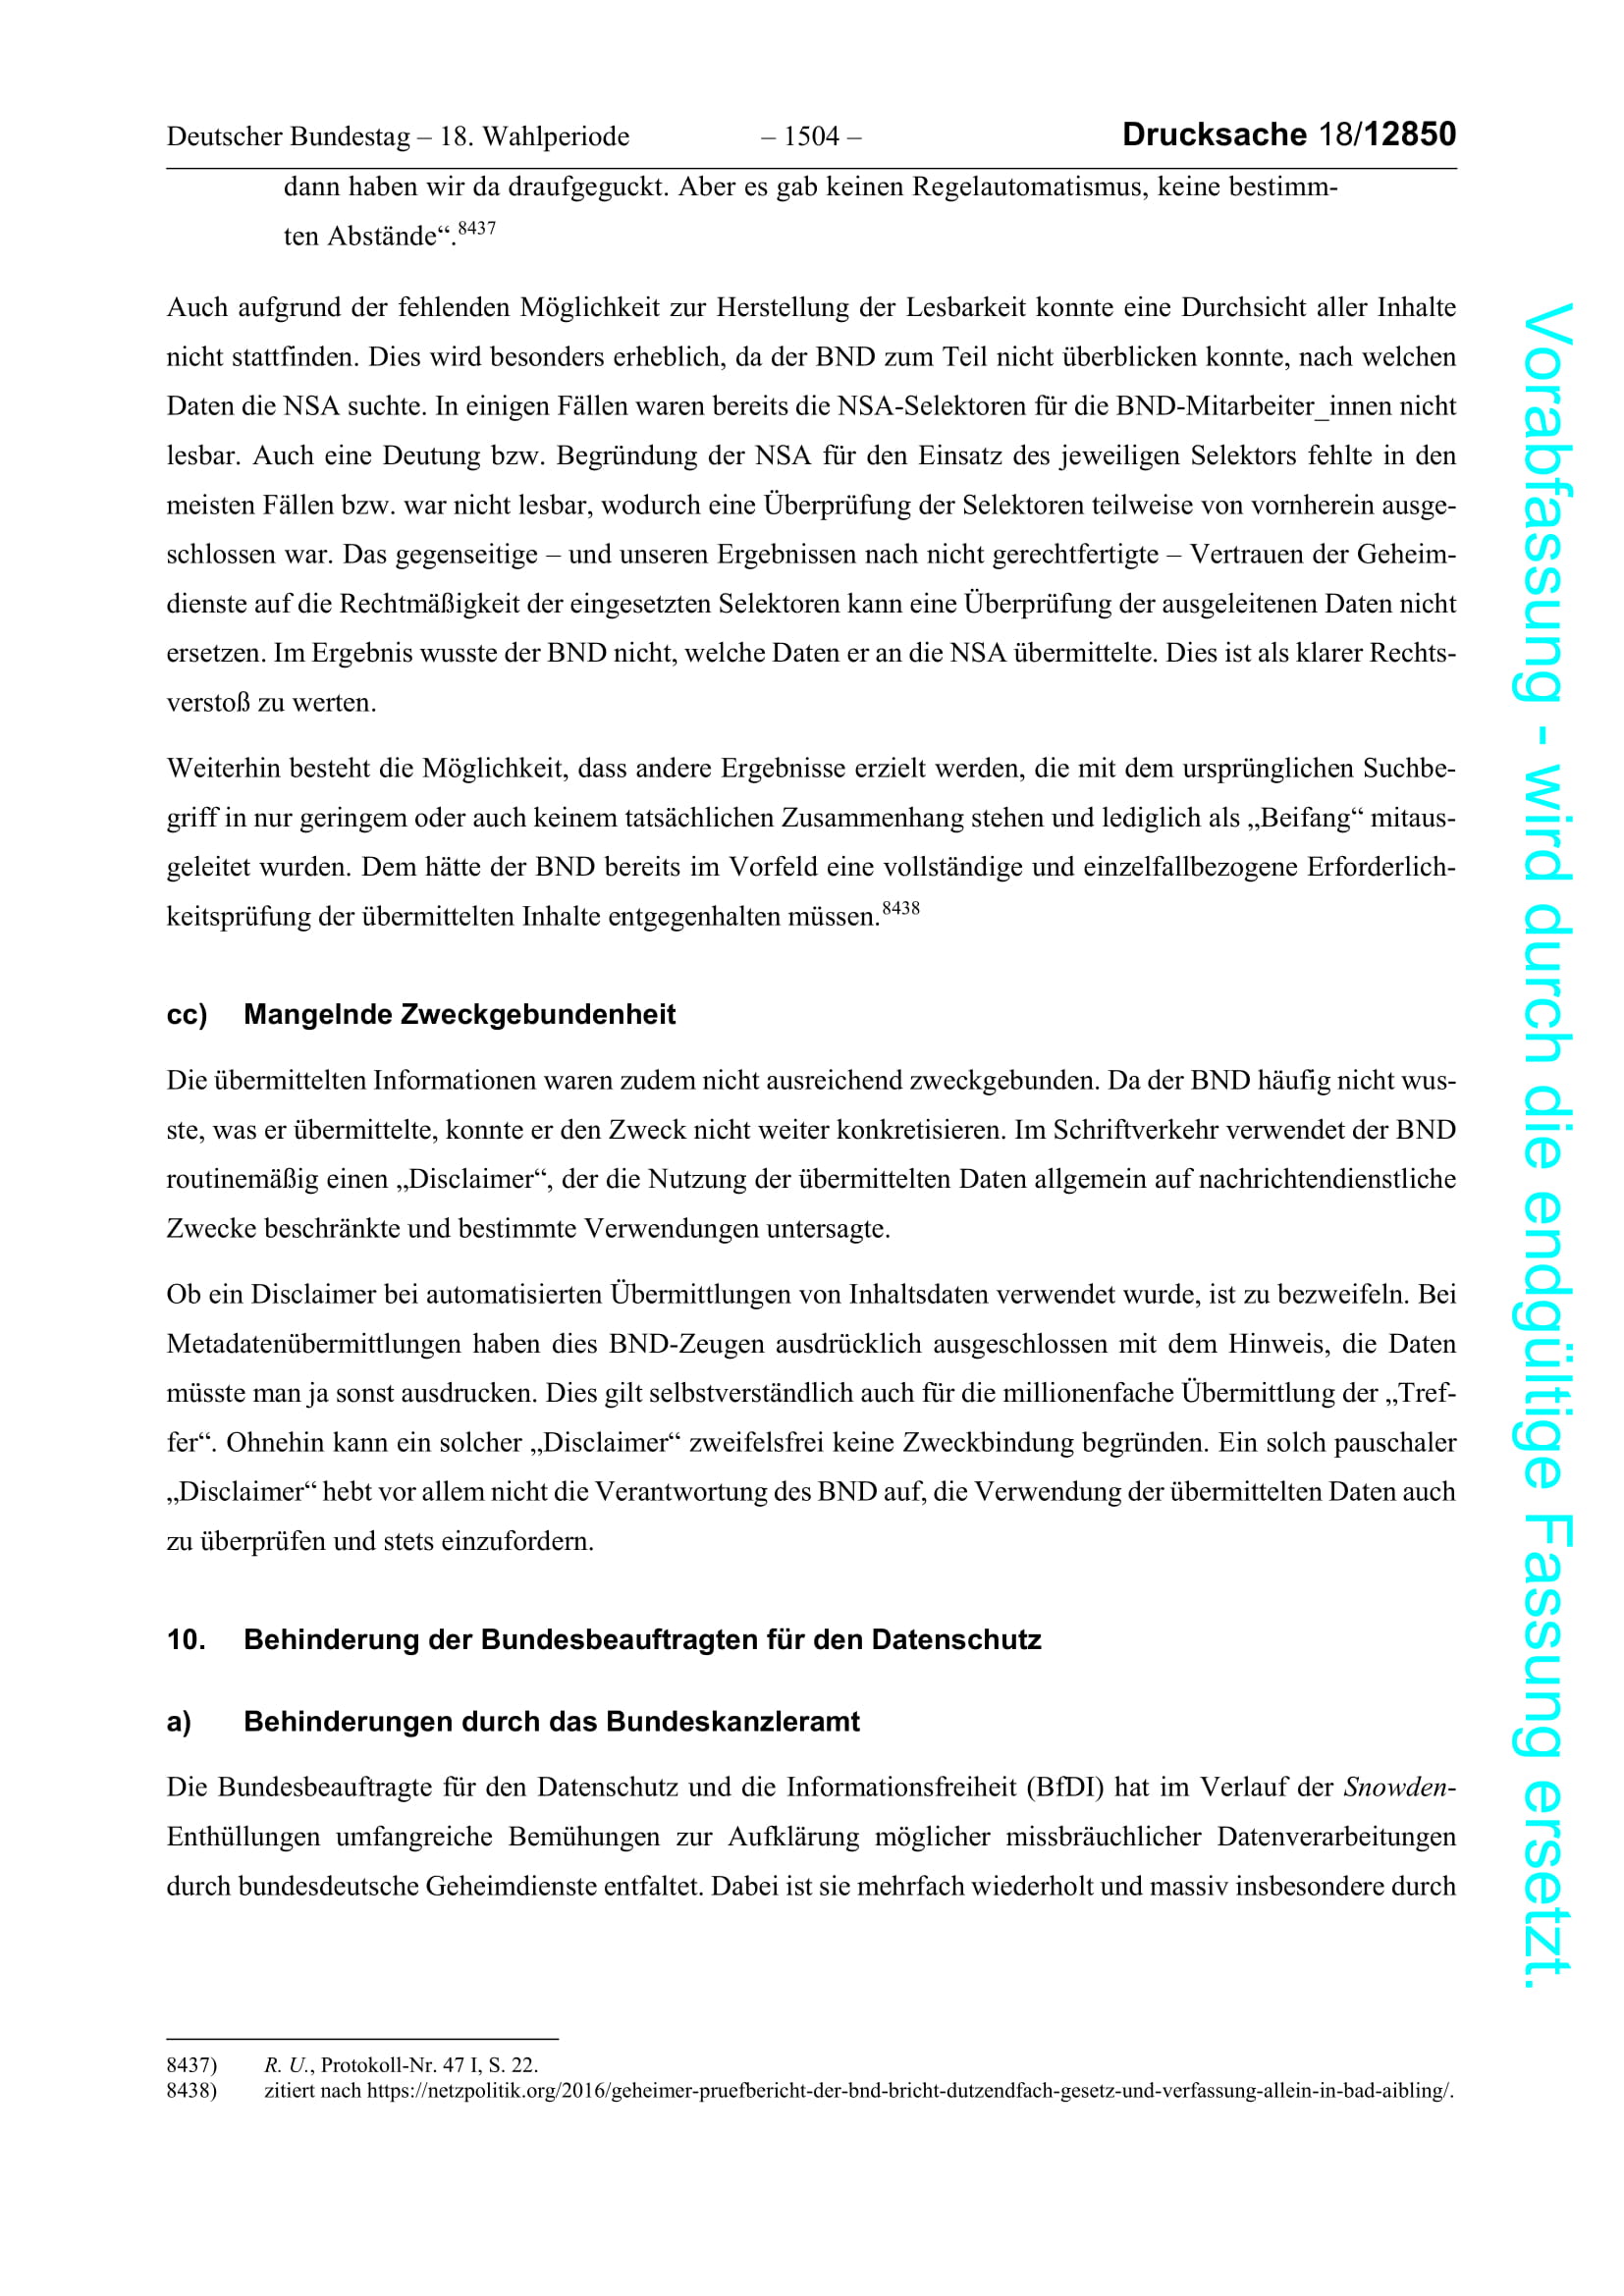 Deutscher Bundestag – 18. Wahlperiode – 1504 – Drucksache 18/12850
dann haben wir da draufgeguckt. Aber es gab keinen Regelautomatismus, keine bestimm-
ten Abstände“.8437
Auch aufgrund der fehlenden Möglichkeit zur Herstellung der Lesbarkeit konnte eine Durchsicht aller Inhalte
nicht stattfinden. Dies wird besonders erheblich, da der BND zum Teil nicht überblicken konnte, nach welchen
Daten die NSA suchte. In einigen Fällen waren bereits die NSA-Selektoren für die BND-Mitarbeiter_innen nicht
lesbar. Auch eine Deutung bzw. Begründung der NSA für den Einsatz des jeweiligen Selektors fehlte in den
meisten Fällen bzw. war nicht lesbar, wodurch eine Überprüfung der Selektoren teilweise von vornherein ausge-
schlossen war. Das gegenseitige – und unseren Ergebnissen nach nicht gerechtfertigte – Vertrauen der Geheim-
dienste auf die Rechtmäßigkeit der eingesetzten Selektoren kann eine Überprüfung der ausgeleitenen Daten nicht
ersetzen. Im Ergebnis wusste der BND nicht, welche Daten er an die NSA übermittelte. Dies ist als klarer Rechts-
verstoß zu werten.
Weiterhin besteht die Möglichkeit, dass andere Ergebnisse erzielt werden, die mit dem ursprünglichen Suchbe-
griff in nur geringem oder auch keinem tatsächlichen Zusammenhang stehen und lediglich als „Beifang“ mitaus-
geleitet wurden. Dem hätte der BND bereits im Vorfeld eine vollständige und einzelfallbezogene Erforderlich-
keitsprüfung der übermittelten Inhalte entgegenhalten müssen.8438
cc) Mangelnde Zweckgebundenheit
Die übermittelten Informationen waren zudem nicht ausreichend zweckgebunden. Da der BND häufig nicht wus-
ste, was er übermittelte, konnte er den Zweck nicht weiter konkretisieren. Im Schriftverkehr verwendet der BND
routinemäßig einen „Disclaimer“, der die Nutzung der übermittelten Daten allgemein auf nachrichtendienstliche
Zwecke beschränkte und bestimmte Verwendungen untersagte.
Ob ein Disclaimer bei automatisierten Übermittlungen von Inhaltsdaten verwendet wurde, ist zu bezweifeln. Bei
Metadatenübermittlungen haben dies BND-Zeugen ausdrücklich ausgeschlossen mit dem Hinweis, die Daten
müsste man ja sonst ausdrucken. Dies gilt selbstverständlich auch für die millionenfache Übermittlung der „Tref-
fer“. Ohnehin kann ein solcher „Disclaimer“ zweifelsfrei keine Zweckbindung begründen. Ein solch pauschaler
„Disclaimer“ hebt vor allem nicht die Verantwortung des BND auf, die Verwendung der übermittelten Daten auch
zu überprüfen und stets einzufordern.
10. Behinderung der Bundesbeauftragten für den Datenschutz
a) Behinderungen durch das Bundeskanzleramt
Die Bundesbeauftragte für den Datenschutz und die Informationsfreiheit (BfDI) hat im Verlauf der Snowden-
Enthüllungen umfangreiche Bemühungen zur Aufklärung möglicher missbräuchlicher Datenverarbeitungen
durch bundesdeutsche Geheimdienste entfaltet. Dabei ist sie mehrfach wiederholt und massiv insbesondere durch
8437) R. U., Protokoll-Nr. 47 I, S. 22.
8438) zitiert nach https://netzpolitik.org/2016/geheimer-pruefbericht-der-bnd-bricht-dutzendfach-gesetz-und-verfassung-allein-in-bad-aibling/.
Vorabfassung - wird durch die endgültige Fassung ersetzt.